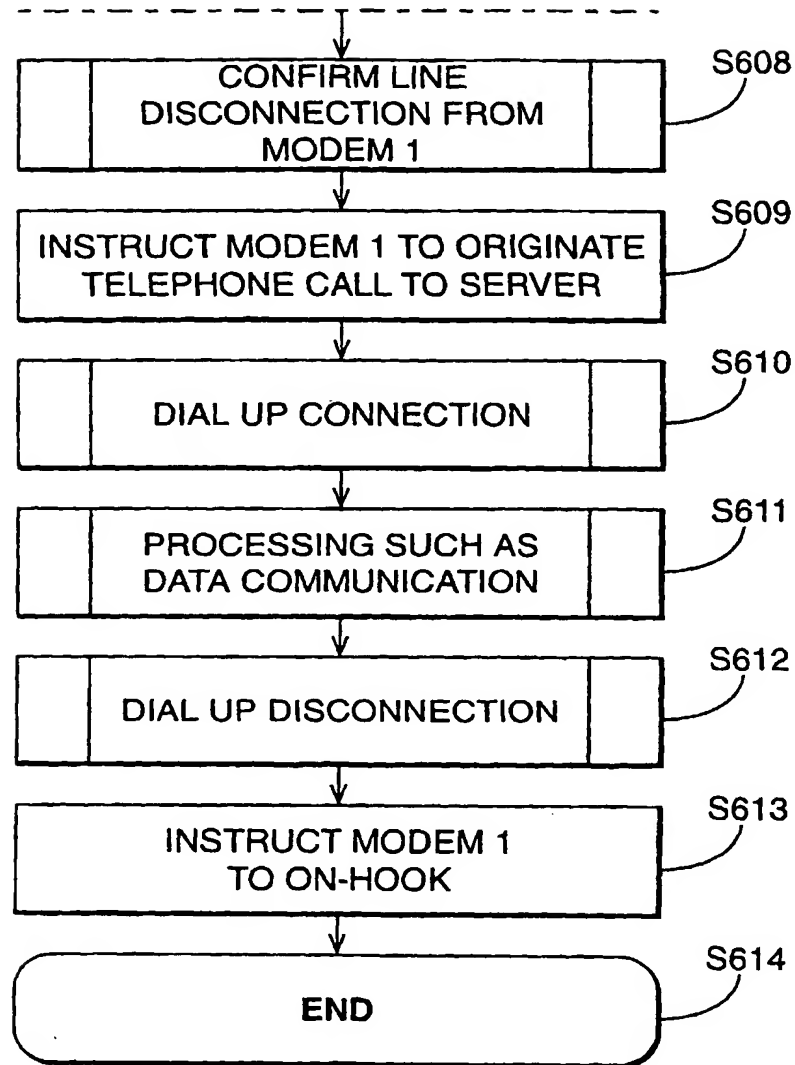 S608
CONFIRM LINE
DISCONNECTION FROM
MODEM 1
S609
INSTRUCT MODEM 1 TO ORIGINATE
TELEPHONE CALL TO SERVER
S610
DIAL UP CONNECTION
S611
PROCESSING SUCH AS
DATA COMMUNICATION
S612
DIAL UP DISCONNECTION
S613
INSTRUCT MODEM 1
TO ON-HOOK
S614
END